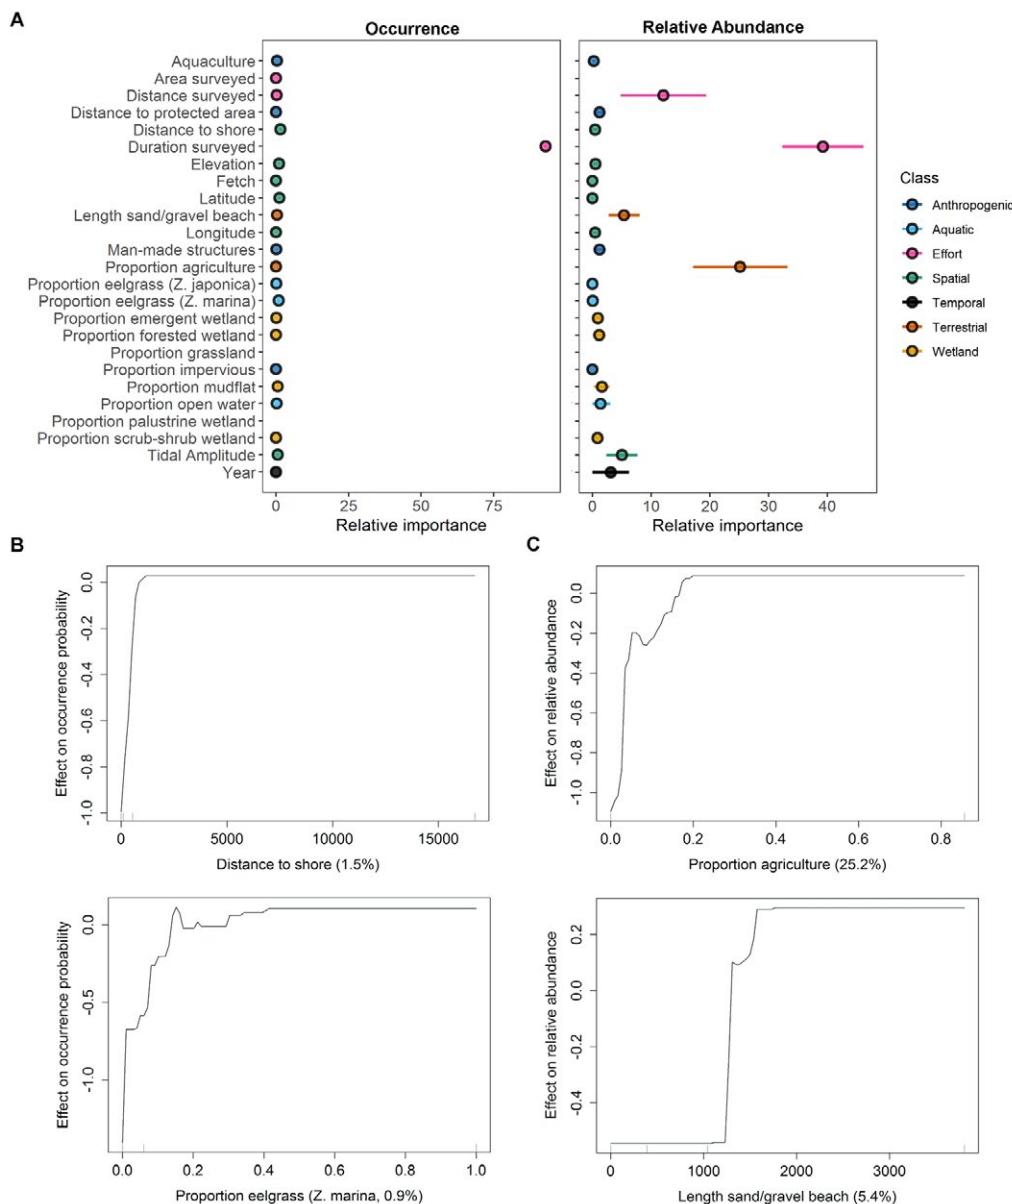 A
Occurrence
Relative Abundance
Aquaculture
Area surveyed
Distance surveyed
Distance to protected area
Distance to shore
Duration surveyed
Elevation
Fetch
Latitude
Length sand/gravel beach
Longitude
Man-made structures
Proportion agriculture
Proportion eelgrass (Z. japonica)
Proportion eelgrass (Z. marina)
Proportion emergent wetland
Proportion forested wetland
Proportion grassland
Proportion impervious
Proportion mudflat
Proportion open water
Proportion palustrine wetland
Proportion scrub-shrub wetland
Tidal Amplitude
Year
0 25 50 75
Relative importance
0 10 20 30 40
Relative importance
Class
Anthropogenic
Aquatic
Effort
Spatial
Temporal
Terrestrial
Wetland
B
Effect on occurrence probability
0.0
-0.2
-0.4
-0.6
-0.8
-1.0
0 5000 10000 15000
Distance to shore (1.5%)
Effect on occurrence probability
0.0
-0.5
-1.0
0.0 0.2 0.4 0.6 0.8 1.0
Proportion eelgrass (Z. marina, 0.9%)
C
Effect on relative abundance
0.0
-0.2
-0.4
-0.6
-0.8
-1.0
0.0 0.2 0.4 0.6 0.8
Proportion agriculture (25.2%)
Effect on relative abundance
0.2
0.0
-0.2
-0.4
0 1000 2000 3000
Length sand/gravel beach (5.4%)